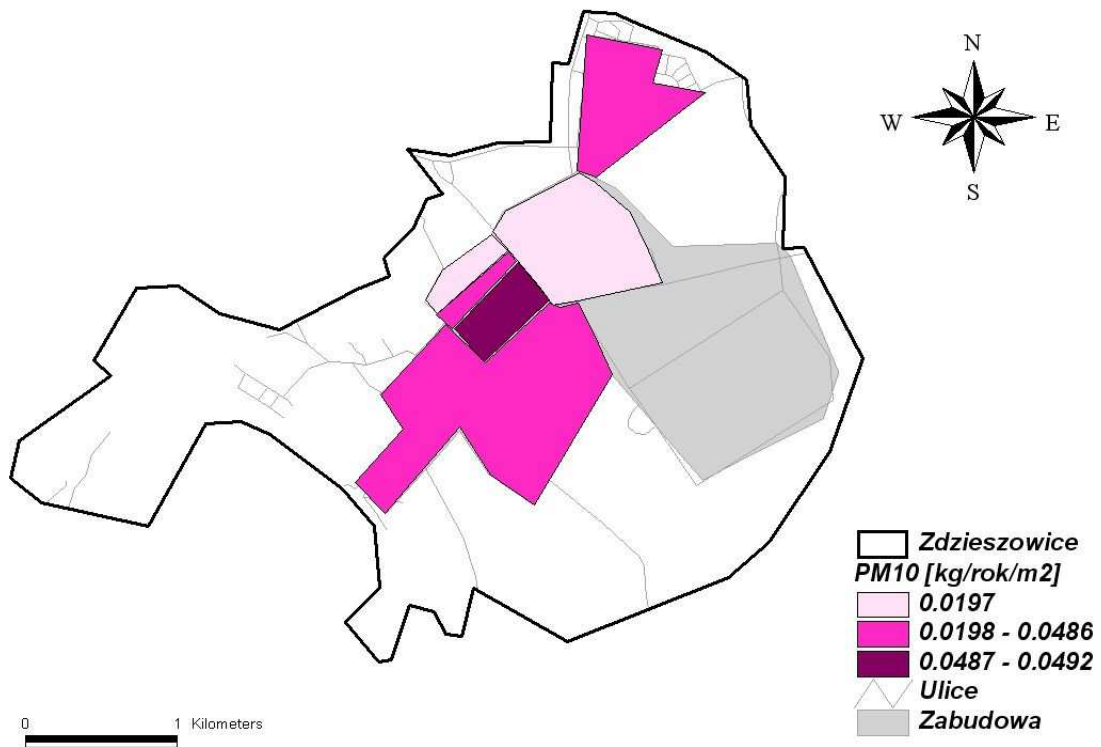 N
W E
S
Zdzieszowice
PM10 [kg/rok/m2]
0.0197
0.0198 - 0.0486
0.0487 - 0.0492
Ulice
Zabudowa
0 1 Kilometers